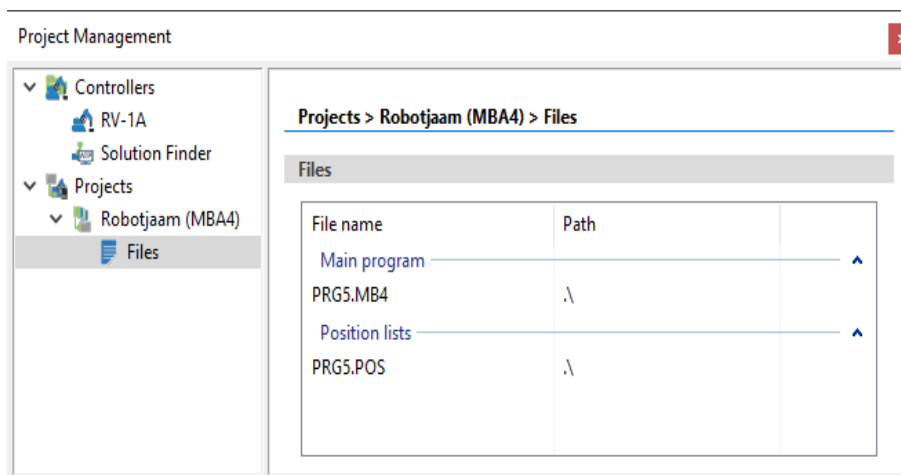 Project Management
Controllers
RV-1A
Solution Finder
Projects
Robotjaam (MBA4)
Files
Projects > Robotjaam (MBA4) > Files
Files
File name Path
Main program
PRG5.MB4 .\
Position lists
PRG5.POS .\